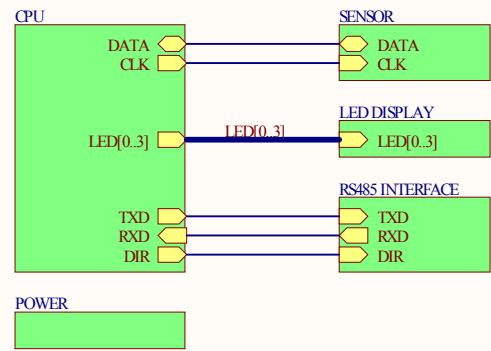 CPU
SENSOR
DATA
DATA
CLK
CLK
LED DISPLAY
LED[0..3]
LED[0..3]
LED[0..3]
RS485 INTERFACE
TXD
TXD
RXD
RXD
DIR
DIR
POWER